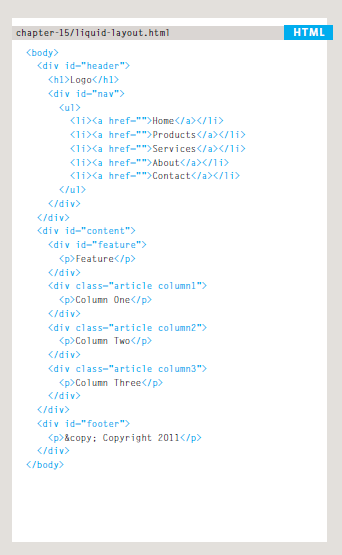 chapter-15/liquid-layout.html HTML
<body>
<div id="header">
<h1>Logo</h1>
<div id="nav">
<ul>
<li><a href="">Home</a></li>
<li><a href="">Products</a></li>
<li><a href="">Services</a></li>
<li><a href="">About</a></li>
<li><a href="">Contact</a></li>
</ul>
</div>
</div>
<div id="content">
<div id="feature">
<p>Feature</p>
</div>
<div class="article column1">
<p>Column One</p>
</div>
<div class="article column2">
<p>Column Two</p>
</div>
<div class="article column3">
<p>Column Three</p>
</div>
</div>
<div id="footer">
<p>&copy; Copyright 2011</p>
</div>
</body>